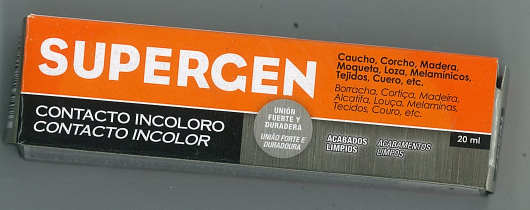 SUPERGEN
Caucho, Corcho, Madera,
Moqueta, Loza, Melamínicos,
Tejidos, Cuero, etc.
Borracha, Cortiça, Madeira,
Alcatifa, Louça, Melaminas,
Tecidos, Couro, etc.
CONTACTO INCOLORO
CONTACTO INCOLOR
UNIÓN
FUERTE Y
DURADERA
UNIÃO FORTE E
DURADOURA
ACABADOS
LIMPIOS
ACABAMENTOS
LIMPOS
20 ml